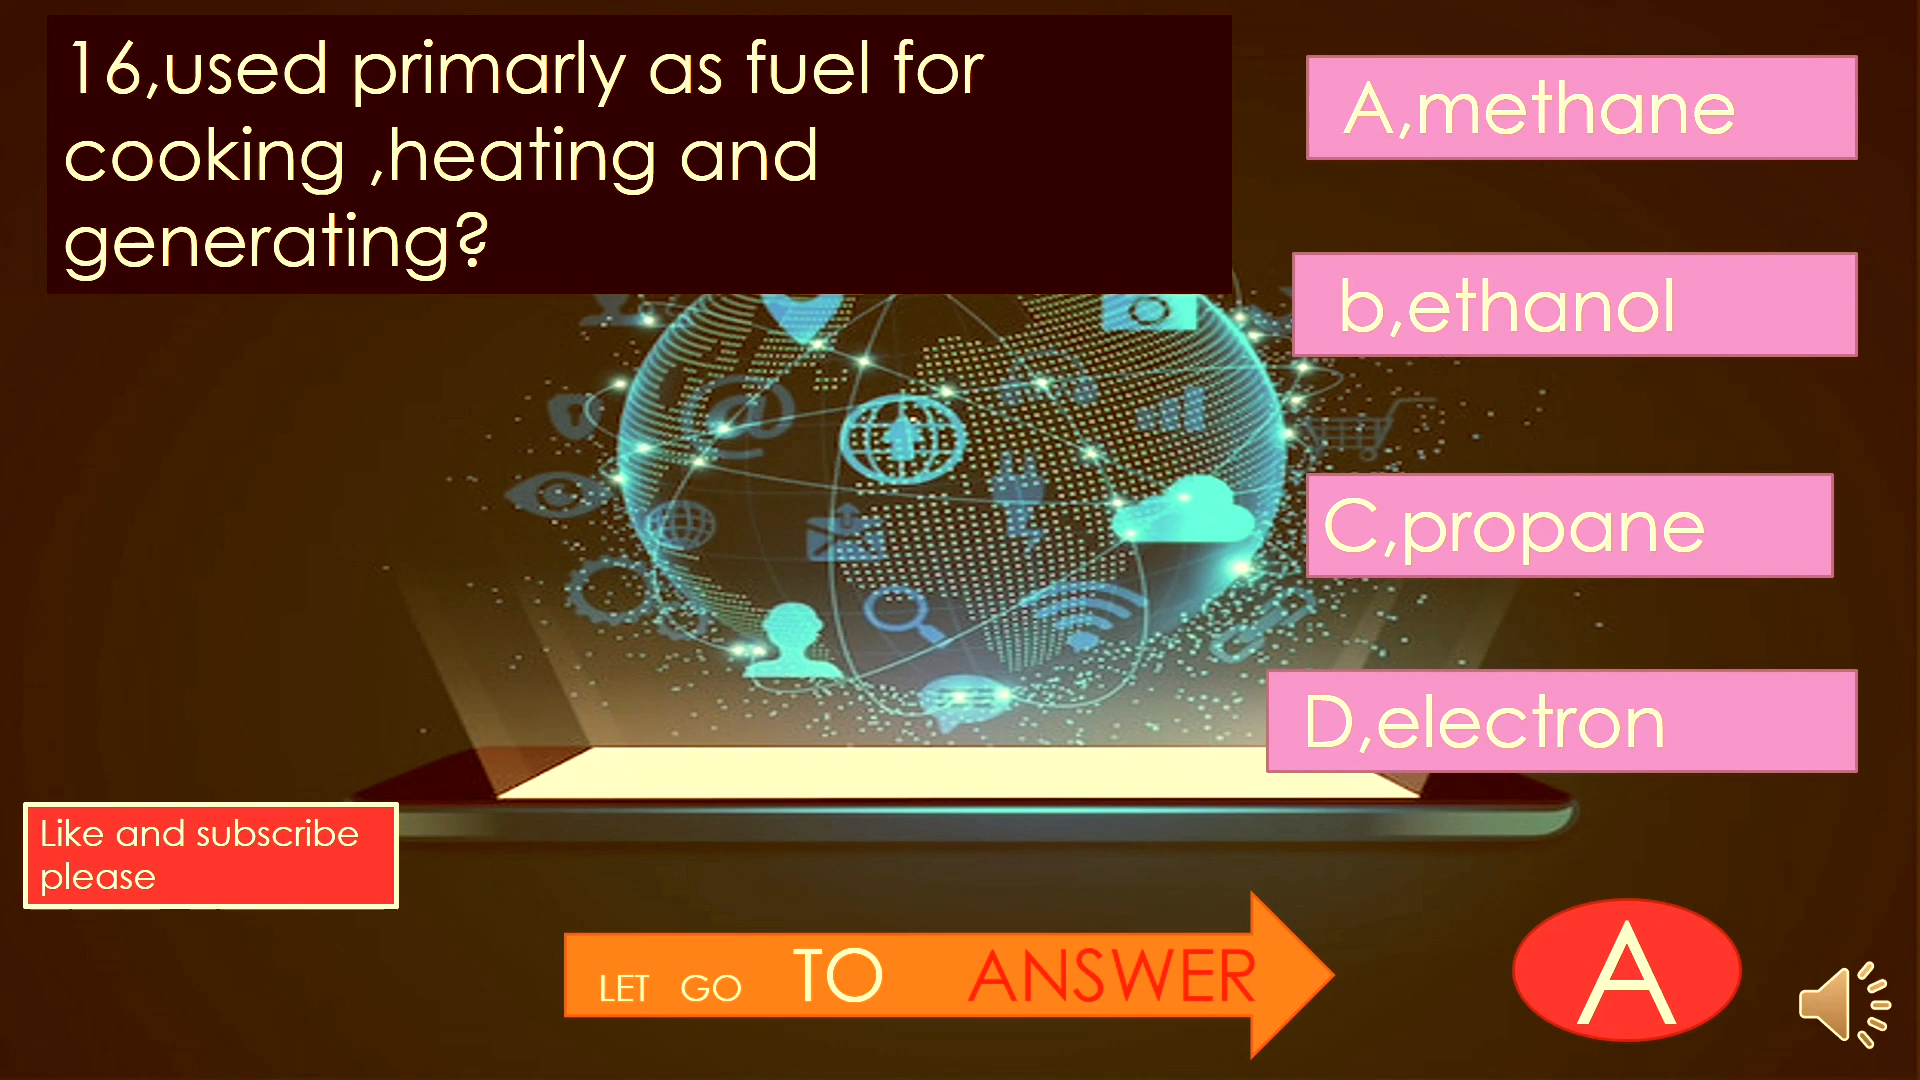 16,used primarly as fuel for
cooking ,heating and
generating?
A,methane
b,ethanol
C,propane
D,electron
Like and subscribe
please
LET GO TO ANSWER
A